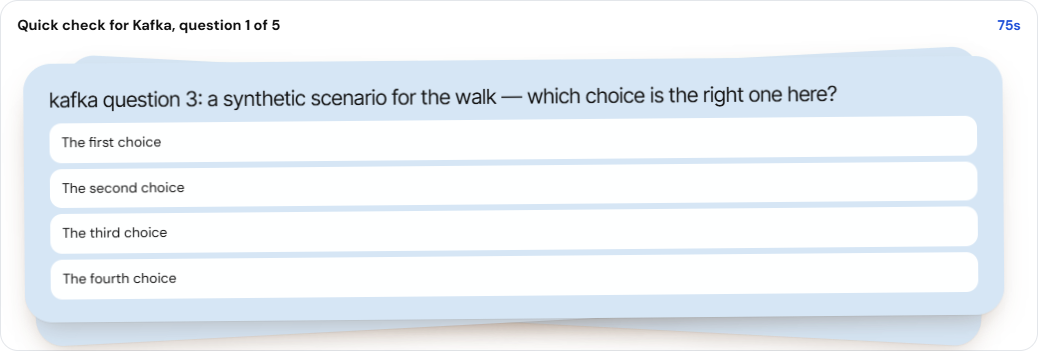 Quick check for Kafka, question 1 of 5
75s
kafka question 3: a synthetic scenario for the walk — which choice is the right one here?
The first choice
The second choice
The third choice
The fourth choice